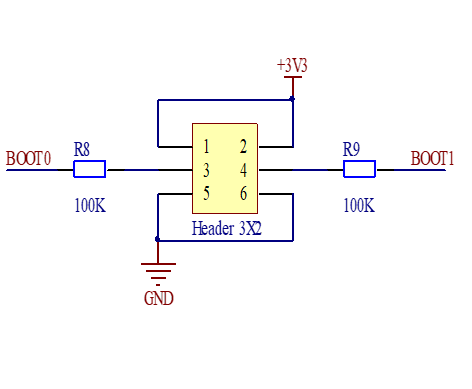 +3V3
R8
1
2
R9
BOOT0
3
4
BOOT1
100K
5
6
100K
Header 3X2
GND